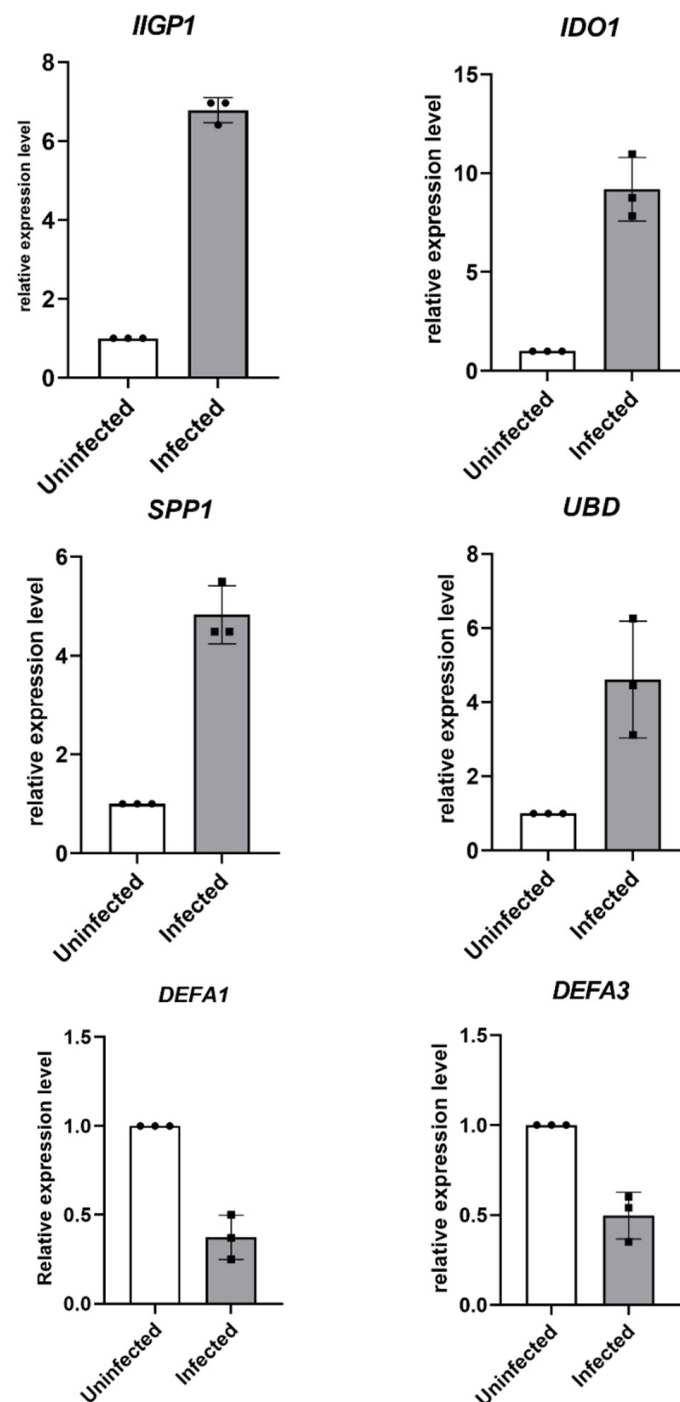 IIGP1
relative expression level
8
6
4
2
0
Uninfected
Infected
IDO1
relative expression level
15
10
5
0
Uninfected
Infected
SPP1
relative expression level
6
4
2
0
Uninfected
Infected
UBD
relative expression level
8
6
4
2
0
Uninfected
Infected
DEFA1
Relative expression level
1.5
1.0
0.5
0.0
Uninfected
Infected
DEFA3
relative expression level
1.5
1.0
0.5
0.0
Uninfected
Infected